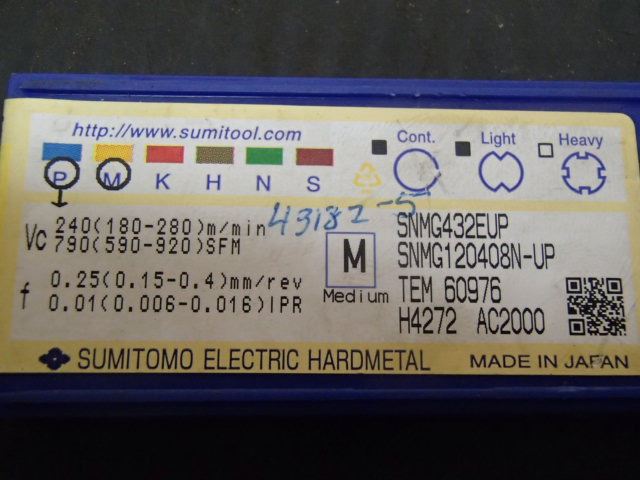 http://www.sumitool.com
Cont. Light Heavy
P M K H N S
43182-5
Vc 240(180-280)m/min
790(590-920)SFM
f 0.25(0.15-0.4)mm/rev
0.01(0.006-0.016)IPR
M
Medium
SNMG432EUP
SNMG120408N-UP
TEM 60976
H4272 AC2000
SUMITOMO ELECTRIC HARDMETAL MADE IN JAPAN